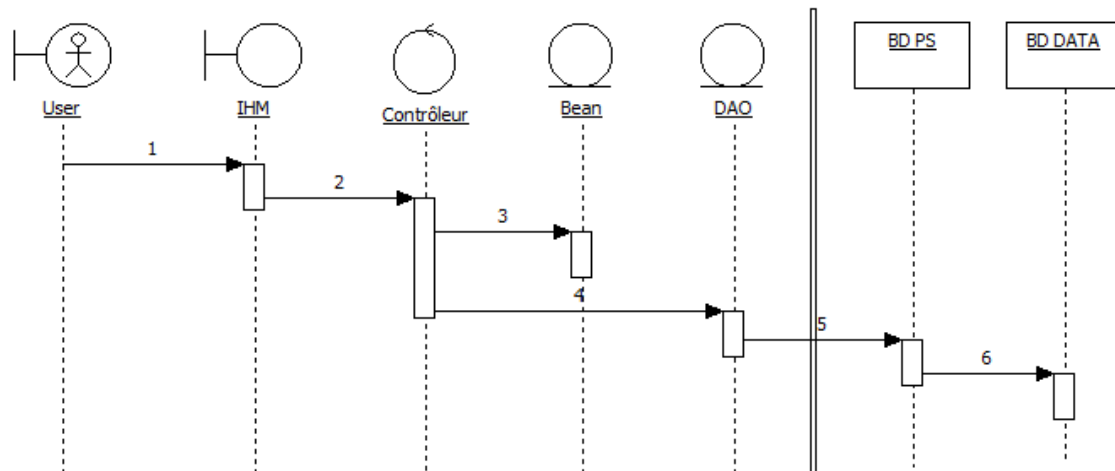 BD PS
BD DATA
User
IHM
Contrôleur
Bean
DAO
1
2
3
4
5
6